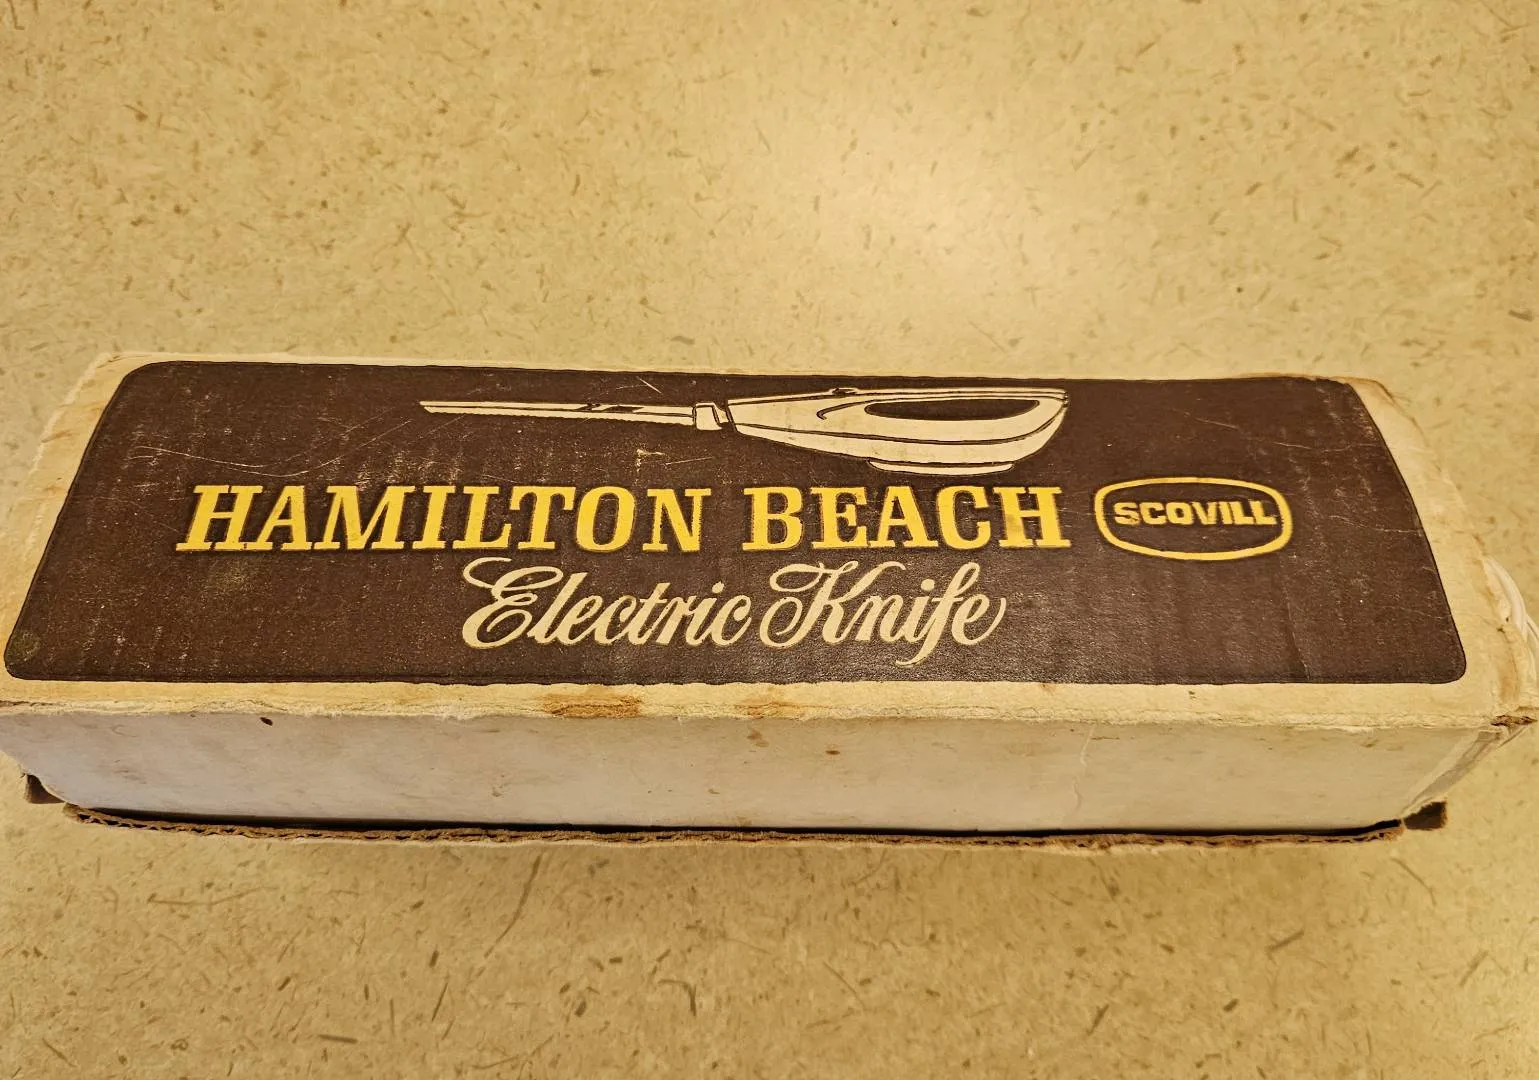 HAMILTON BEACH SCOVILL
Electric Knife